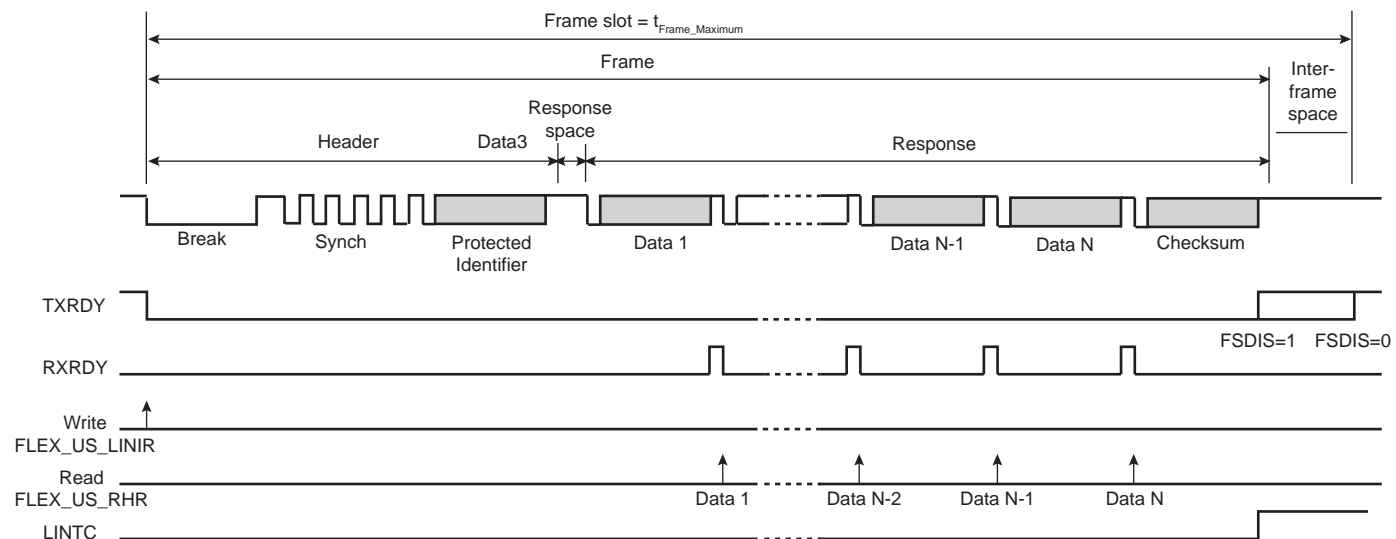 Frame slot = tFrame_Maximum
Frame
Inter-
frame
space
Response
space
Header
Data3
Response
Break
Synch
Protected
Identifier
Data 1
Data N-1
Data N
Checksum
TXRDY
FSDIS=1 FSDIS=0
RXRDY
Write
FLEX_US_LINIR
Read
FLEX_US_RHR
Data 1
Data N-2
Data N-1
Data N
LINTC